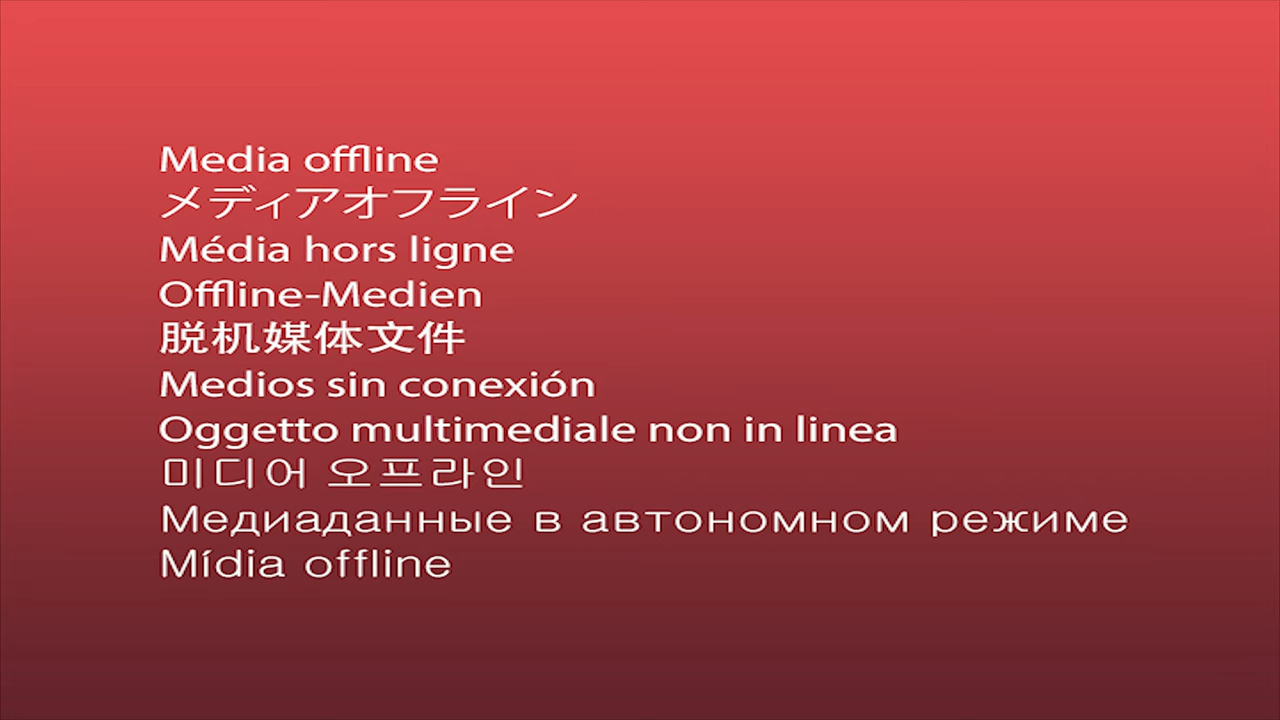 Media offline
メディアオフライン
Média hors ligne
Offline-Medien
脱机媒体文件
Medios sin conexión
Oggetto multimediale non in linea
미디어 오프라인
Медиаданные в автономном режиме
Mídia offline